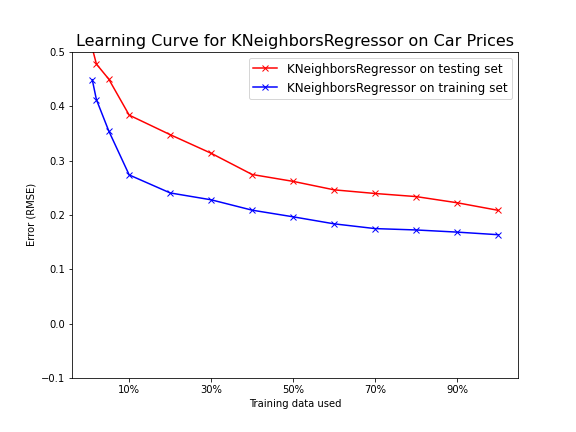 Learning Curve for KNeighborsRegressor on Car Prices
KNeighborsRegressor on testing set
KNeighborsRegressor on training set
Error (RMSE)
0.5
0.4
0.3
0.2
0.1
0.0
−0.1
10%
30%
50%
70%
90%
Training data used